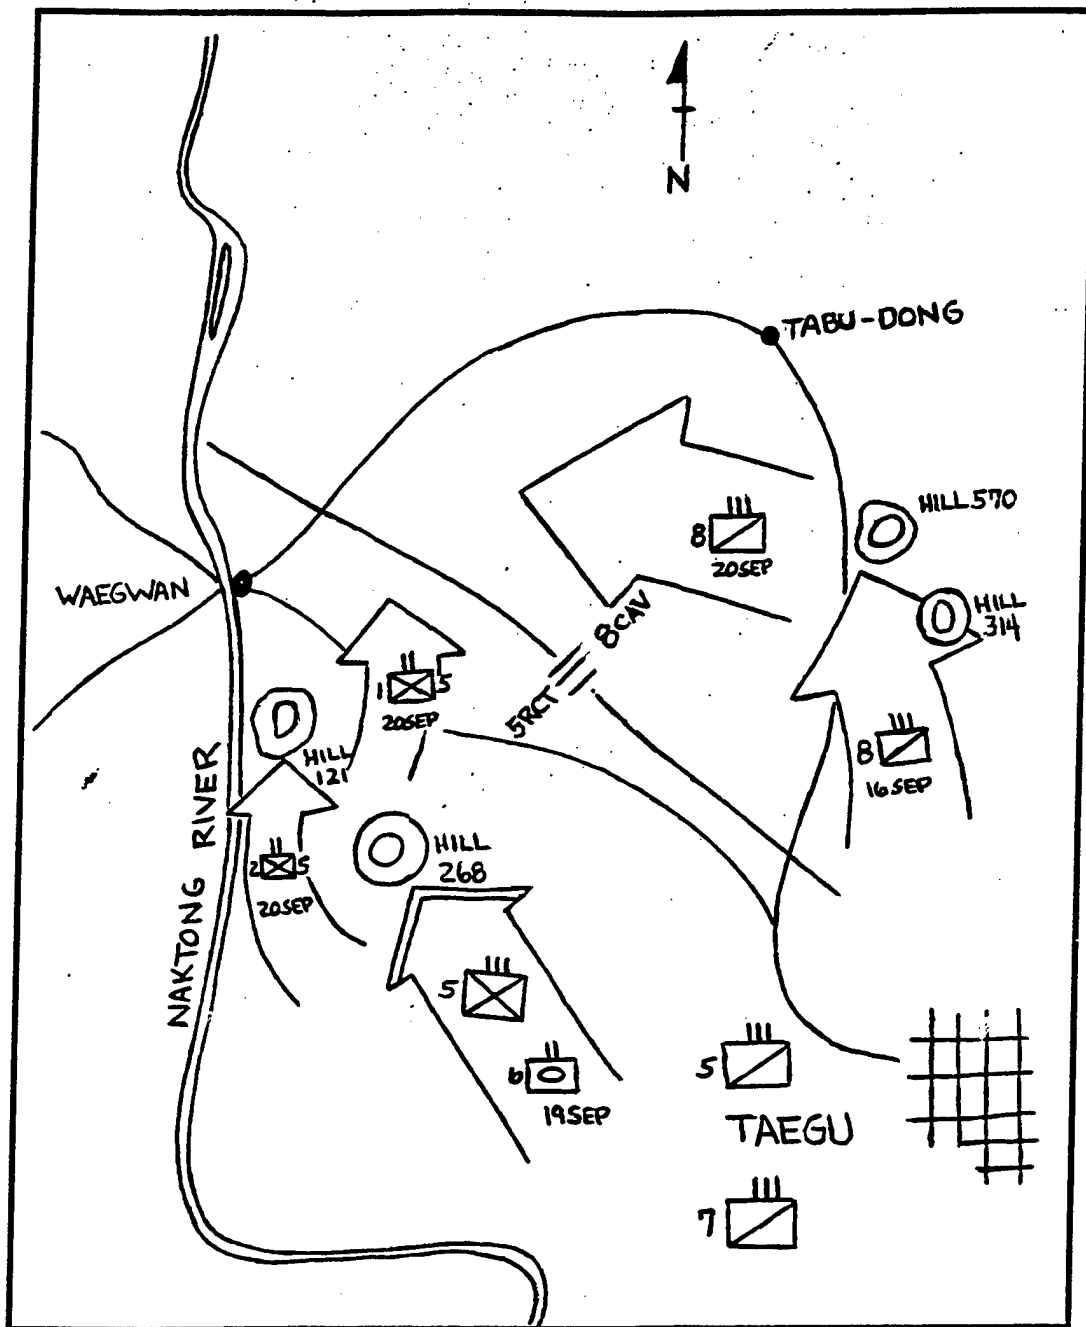 N
TABU-DONG
HILL 570
8
20SEP
WAEGWAN
HILL
314
8CAV
5RCT
1 5
20SEP
8
16SEP
HILL
121
NAKTONG RIVER
HILL
268
2 5
20SEP
5
6
19SEP
5
TAEGU
7